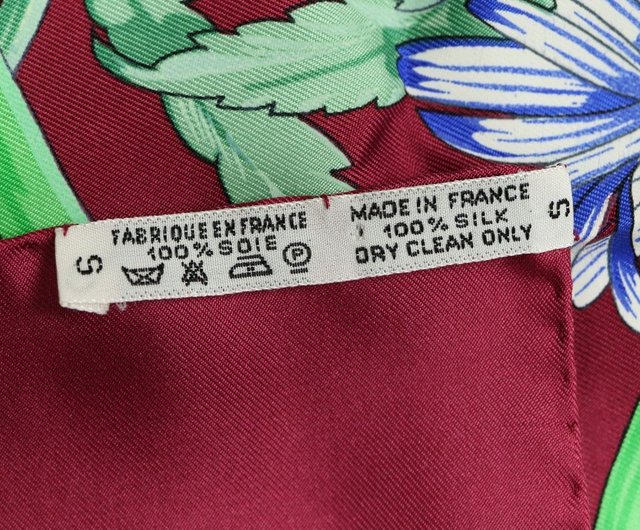 S
FABRIQUE EN FRANCE
100% SOIE
P
MADE IN FRANCE
100% SILK
DRY CLEAN ONLY
S